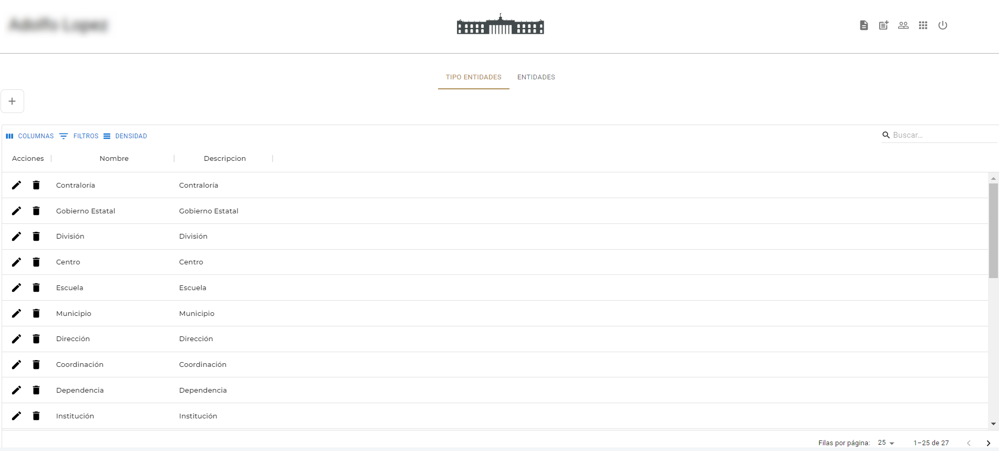 Adolfo Lopez
TIPO ENTIDADES ENTIDADES
COLUMNAS FILTROS DENSIDAD Buscar...
Acciones Nombre Descripcion
Contraloría Contraloría
Gobierno Estatal Gobierno Estatal
División División
Centro Centro
Escuela Escuela
Municipio Municipio
Dirección Dirección
Coordinación Coordinación
Dependencia Dependencia
Institución Institución
Filas por página: 25 1–25 de 27